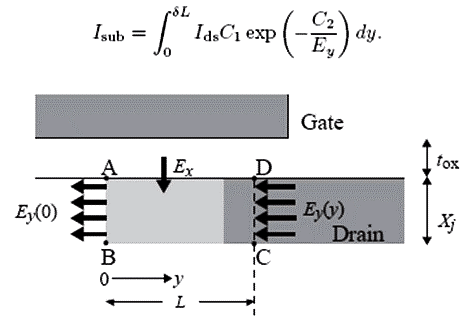 I_sub = ∫_0^{δL} I_ds C_1 exp (−C_2/E_y) dy.
Gate
t_ox
A E_x D
E_y(0) E_y(y) X_j
Drain
B C
0 y
L